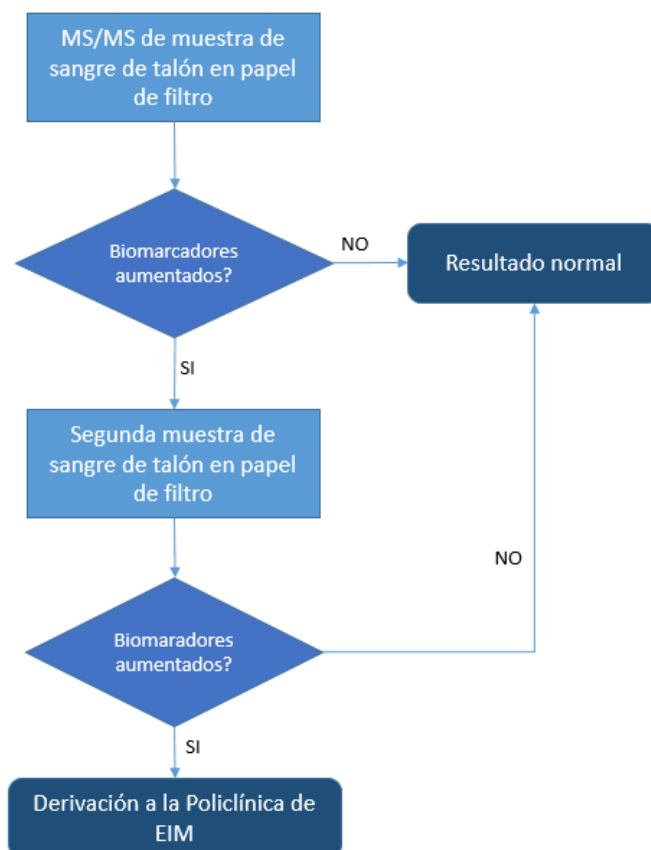 MS/MS de muestra de
sangre de talón en papel
de filtro
Biomarcadores
aumentados?
NO
Resultado normal
SI
Segunda muestra de
sangre de talón en papel
de filtro
NO
Biomaradores
aumentados?
SI
Derivación a la Policlínica de
EIM